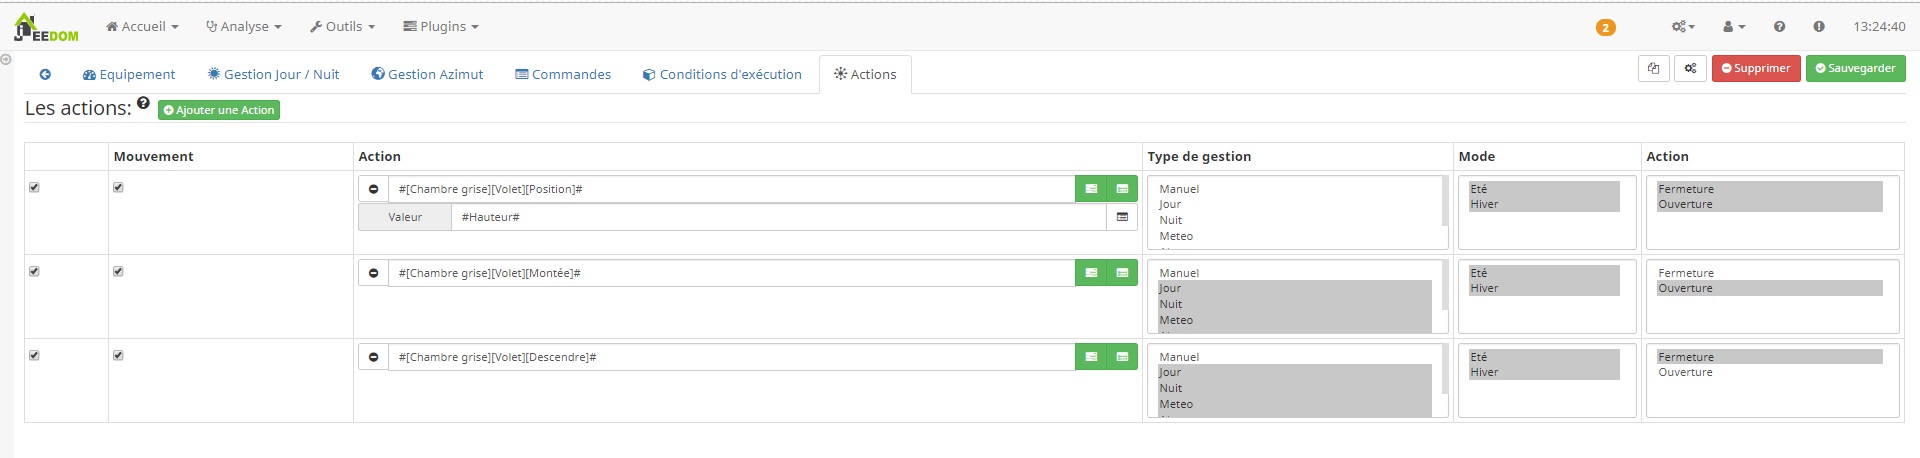 JEEDOM Accueil Analyse Outils Plugins 2 13:24:40
Equipement Gestion Jour / Nuit Gestion Azimut Commandes Conditions d'exécution Actions Supprimer Sauvegarder
Les actions: Ajouter une Action
Mouvement Action Type de gestion Mode Action
#[Chambre grise][Volet][Position]#
Valeur #Hauteur#
Manuel
Jour
Nuit
Meteo
Eté
Hiver
Fermeture
Ouverture
#[Chambre grise][Volet][Montée]#
Manuel
Jour
Nuit
Meteo
Eté
Hiver
Fermeture
Ouverture
#[Chambre grise][Volet][Descendre]#
Manuel
Jour
Nuit
Meteo
Eté
Hiver
Fermeture
Ouverture